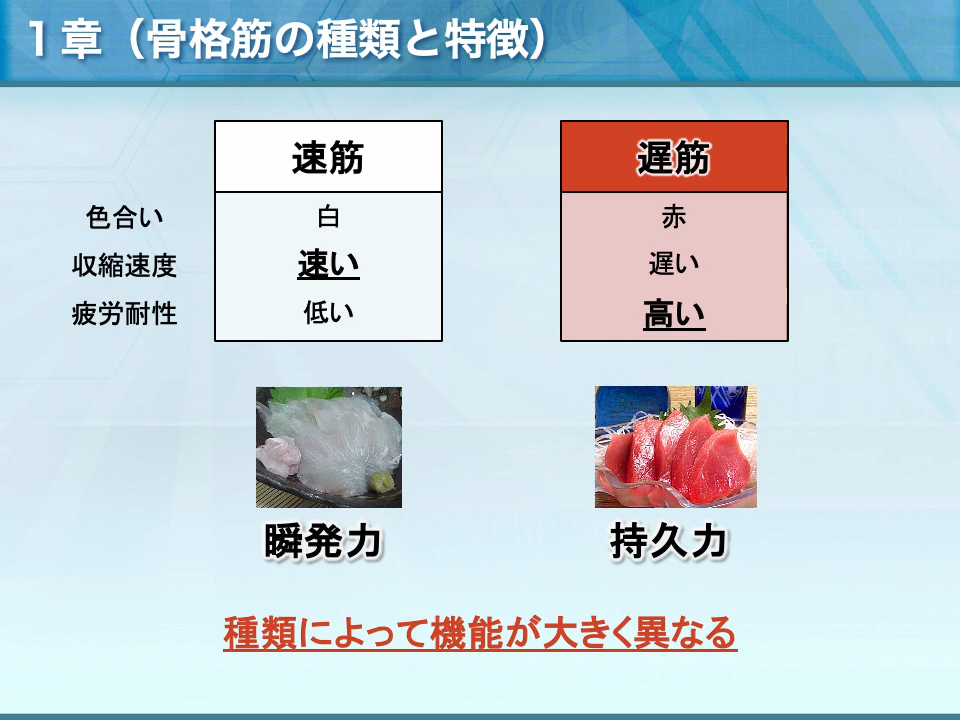 1章（骨格筋の種類と特徴）
速筋 遅筋
色合い 白 赤
収縮速度 速い 遅い
疲労耐性 低い 高い
瞬発力 持久力
種類によって機能が大きく異なる